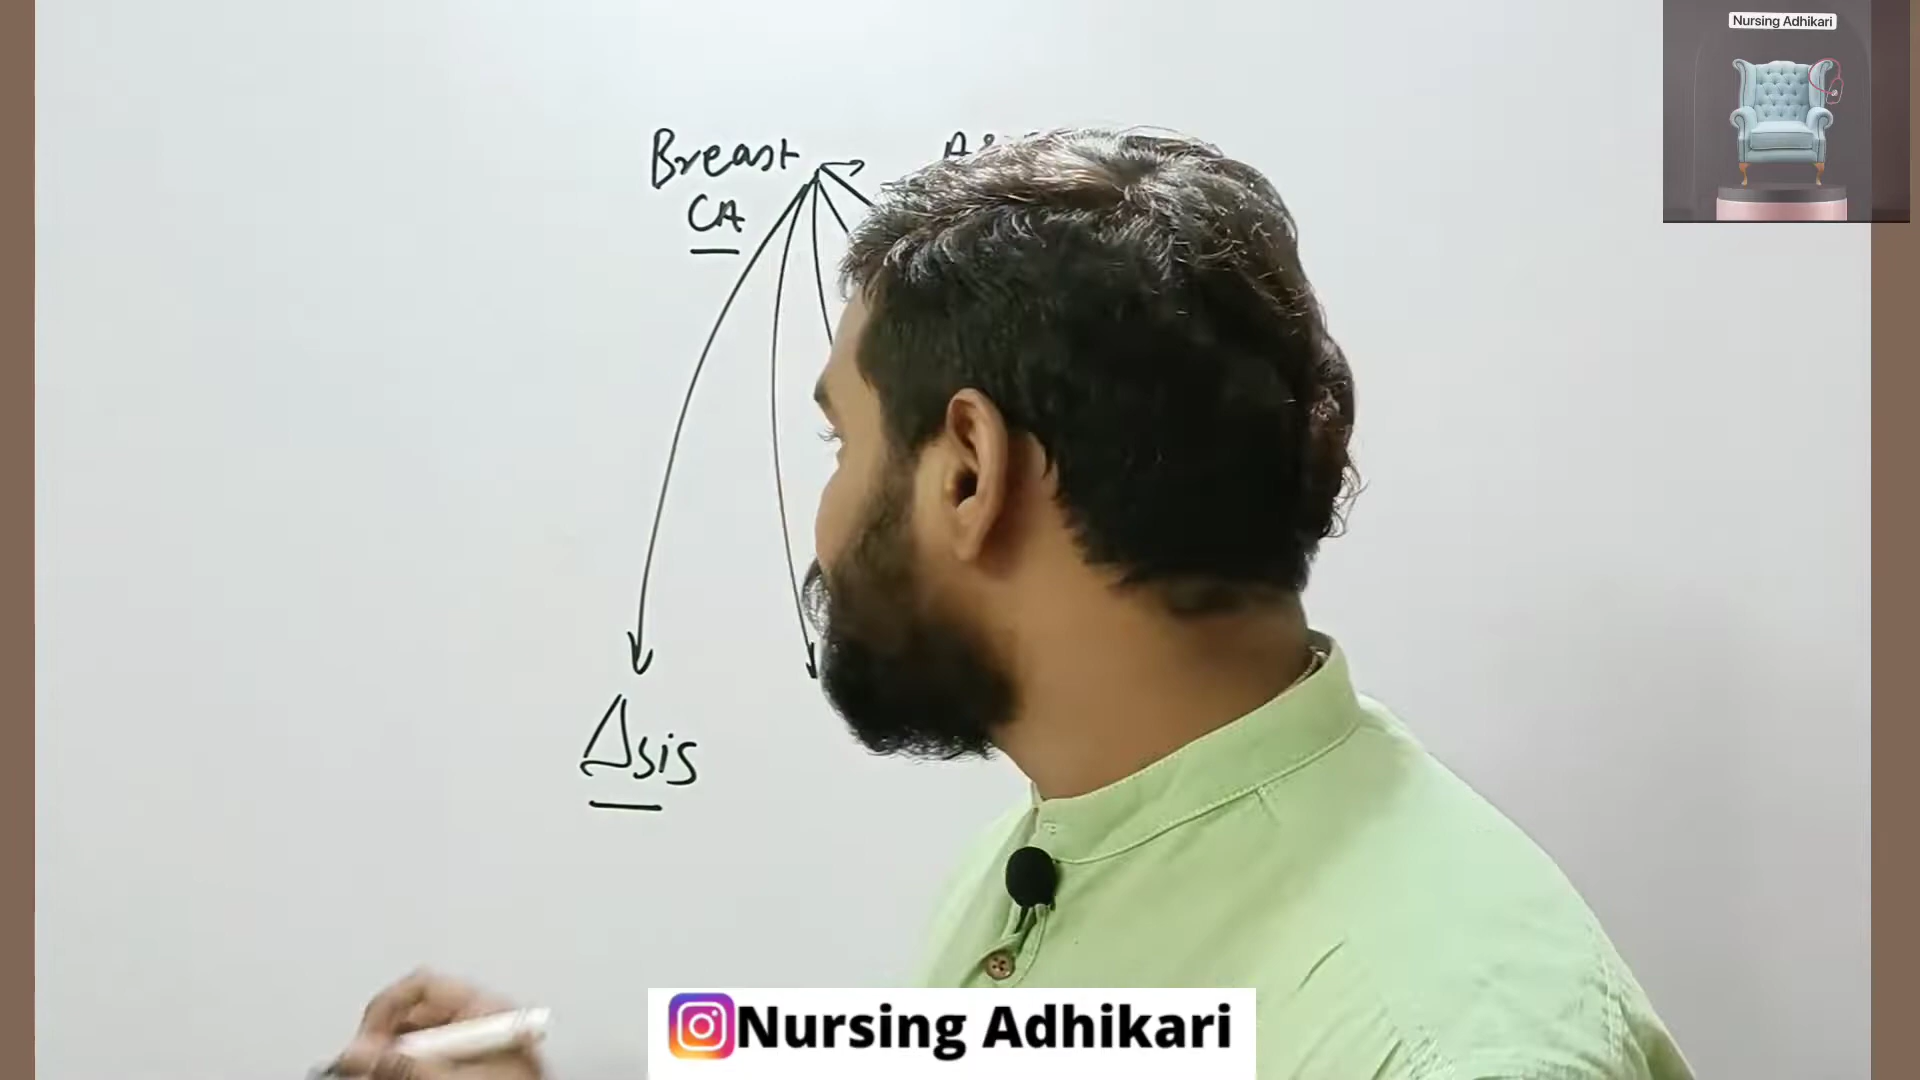 Nursing Adhikari
Breast
CA
Δsis
Nursing Adhikari